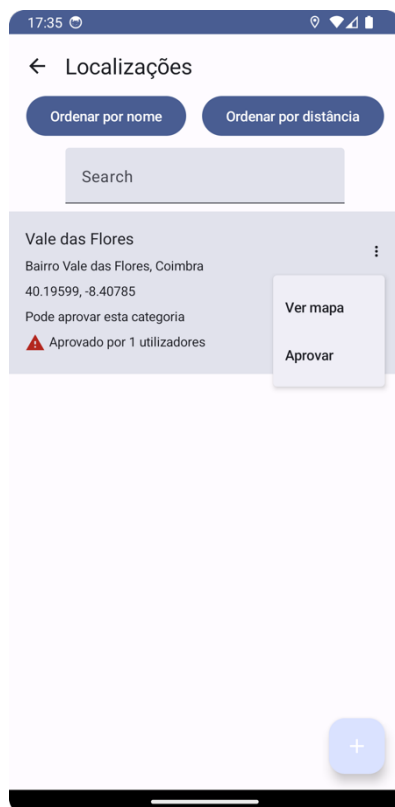 17:35
Localizações
Ordenar por nome
Ordenar por distância
Search
Vale das Flores
Bairro Vale das Flores, Coimbra
40.19599, -8.40785
Pode aprovar esta categoria
Aprovado por 1 utilizadores
Ver mapa
Aprovar
+